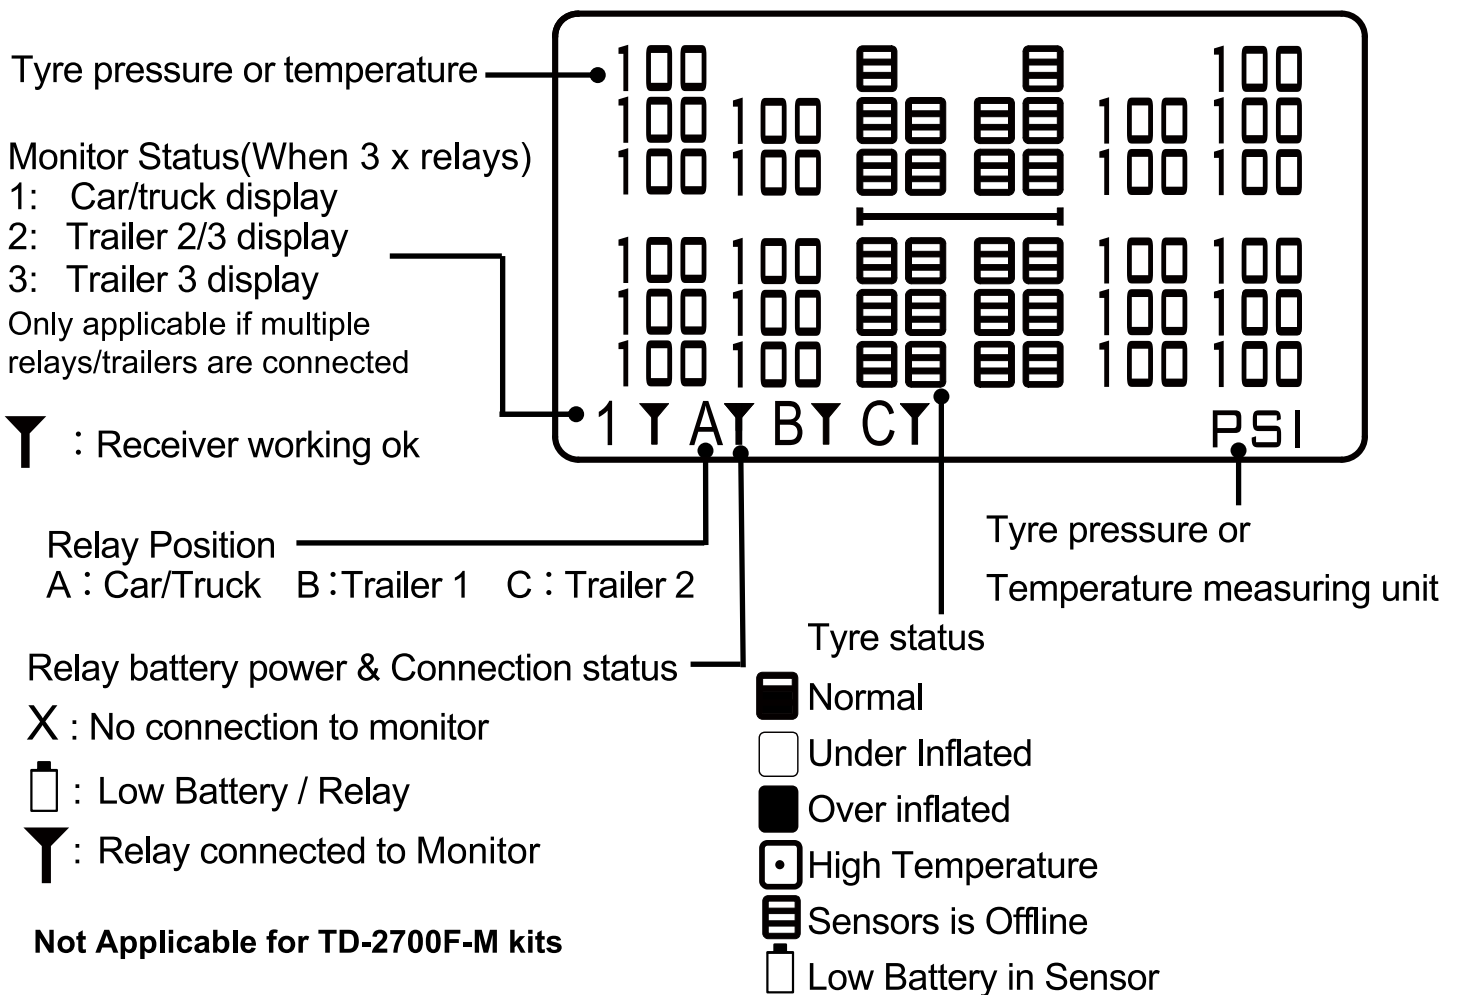 Tyre pressure or temperature
Monitor Status(When 3 x relays)
1: Car/truck display
2: Trailer 2/3 display
3: Trailer 3 display
Only applicable if multiple
relays/trailers are connected
: Receiver working ok
100 100
100 100 100 100
100 100 100 100
100 100 100 100
100 100 100 100
100 100 100 100
1 A B C PSI
Relay Position
A : Car/Truck B : Trailer 1 C : Trailer 2
Relay battery power & Connection status
X : No connection to monitor
: Low Battery / Relay
: Relay connected to Monitor
Not Applicable for TD-2700F-M kits
Tyre pressure or
Temperature measuring unit
Tyre status
Normal
Under Inflated
Over inflated
High Temperature
Sensors is Offline
Low Battery in Sensor